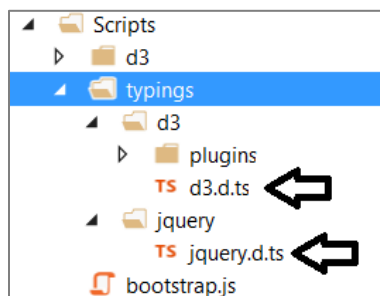 Scripts
d3
typings
d3
plugins
TS d3.d.ts
jquery
TS jquery.d.ts
bootstrap.js